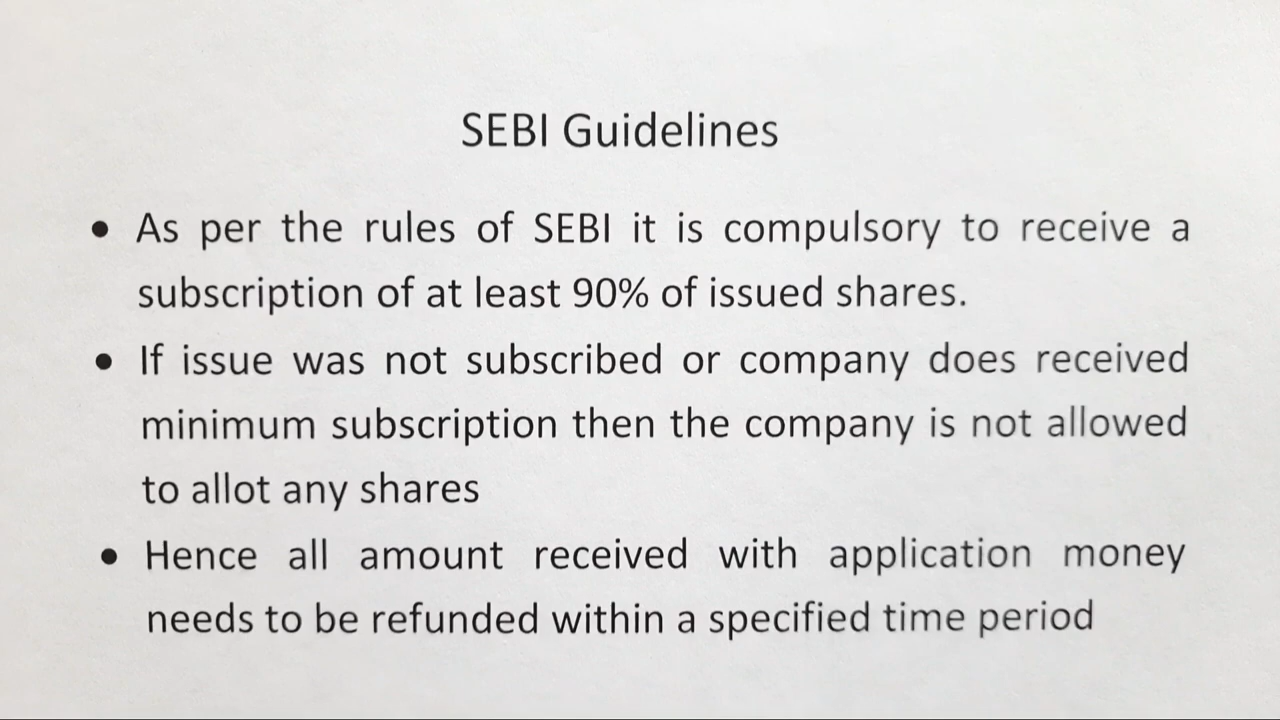 SEBI Guidelines
• As per the rules of SEBI it is compulsory to receive a
subscription of at least 90% of issued shares.
• If issue was not subscribed or company does received
minimum subscription then the company is not allowed
to allot any shares
• Hence all amount received with application money
needs to be refunded within a specified time period